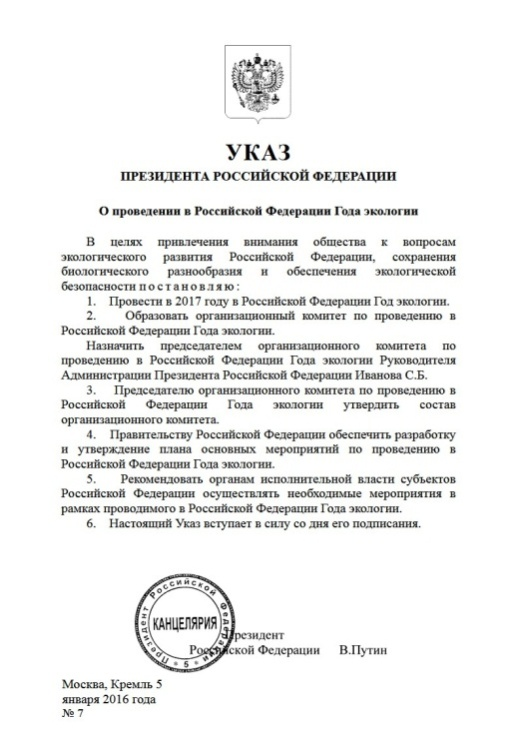 УКАЗ
ПРЕЗИДЕНТА РОССИЙСКОЙ ФЕДЕРАЦИИ
О проведении в Российской Федерации Года экологии
В целях привлечения внимания общества к вопросам
экологического развития Российской Федерации, сохранения
биологического разнообразия и обеспечения экологической
безопасности п о с т а н о в л я ю :
1. Провести в 2017 году в Российской Федерации Год экологии.
2. Образовать организационный комитет по проведению в
Российской Федерации Года экологии.
Назначить председателем организационного комитета по
проведению в Российской Федерации Года экологии Руководителя
Администрации Президента Российской Федерации Иванова С.Б.
3. Председателю организационного комитета по проведению в
Российской Федерации Года экологии утвердить состав
организационного комитета.
4. Правительству Российской Федерации обеспечить разработку
и утверждение плана основных мероприятий по проведению в
Российской Федерации Года экологии.
5. Рекомендовать органам исполнительной власти субъектов
Российской Федерации осуществлять необходимые мероприятия в
рамках проводимого в Российской Федерации Года экологии.
6. Настоящий Указ вступает в силу со дня его подписания.
Президент Российской Федерации
КАНЦЕЛЯРИЯ
* 5 *
Президент
Российской Федерации В.Путин
Москва, Кремль 5
января 2016 года
№ 7